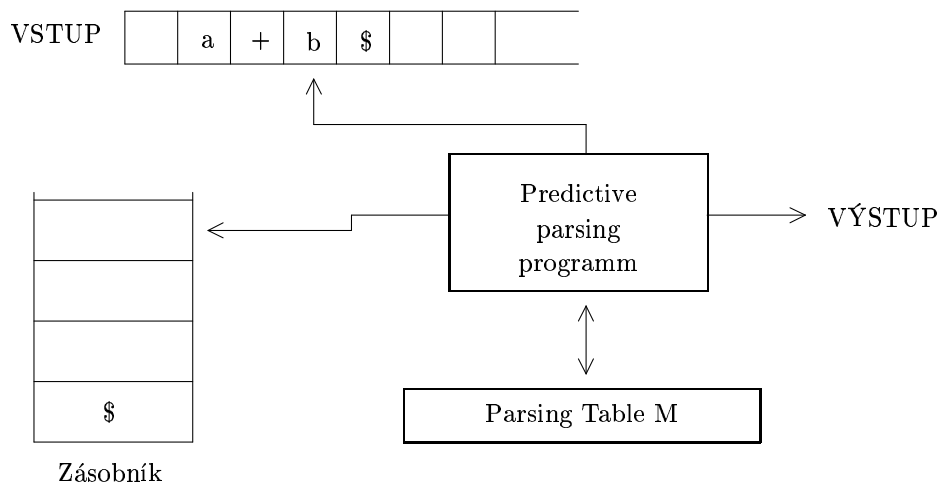 VSTUP
a + b $
Predictive
parsing
programm
VÝSTUP
$
Parsing Table M
Zásobník